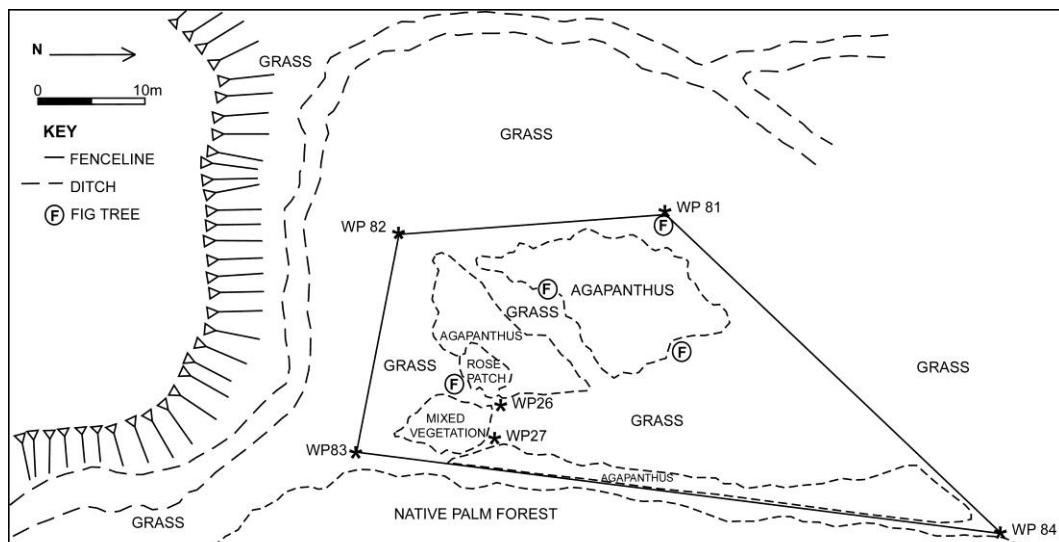 N
GRASS
0 10m
KEY
FENCELINE
DITCH
F FIG TREE
GRASS
WP 81
WP 82
F
F
AGAPANTHUS
GRASS
AGAPANTHUS
F
GRASS
ROSE
PATCH
GRASS
F
WP26
MIXED
VEGETATION
GRASS
WP27
WP83
AGAPANTHUS
NATIVE PALM FOREST
GRASS
WP 84